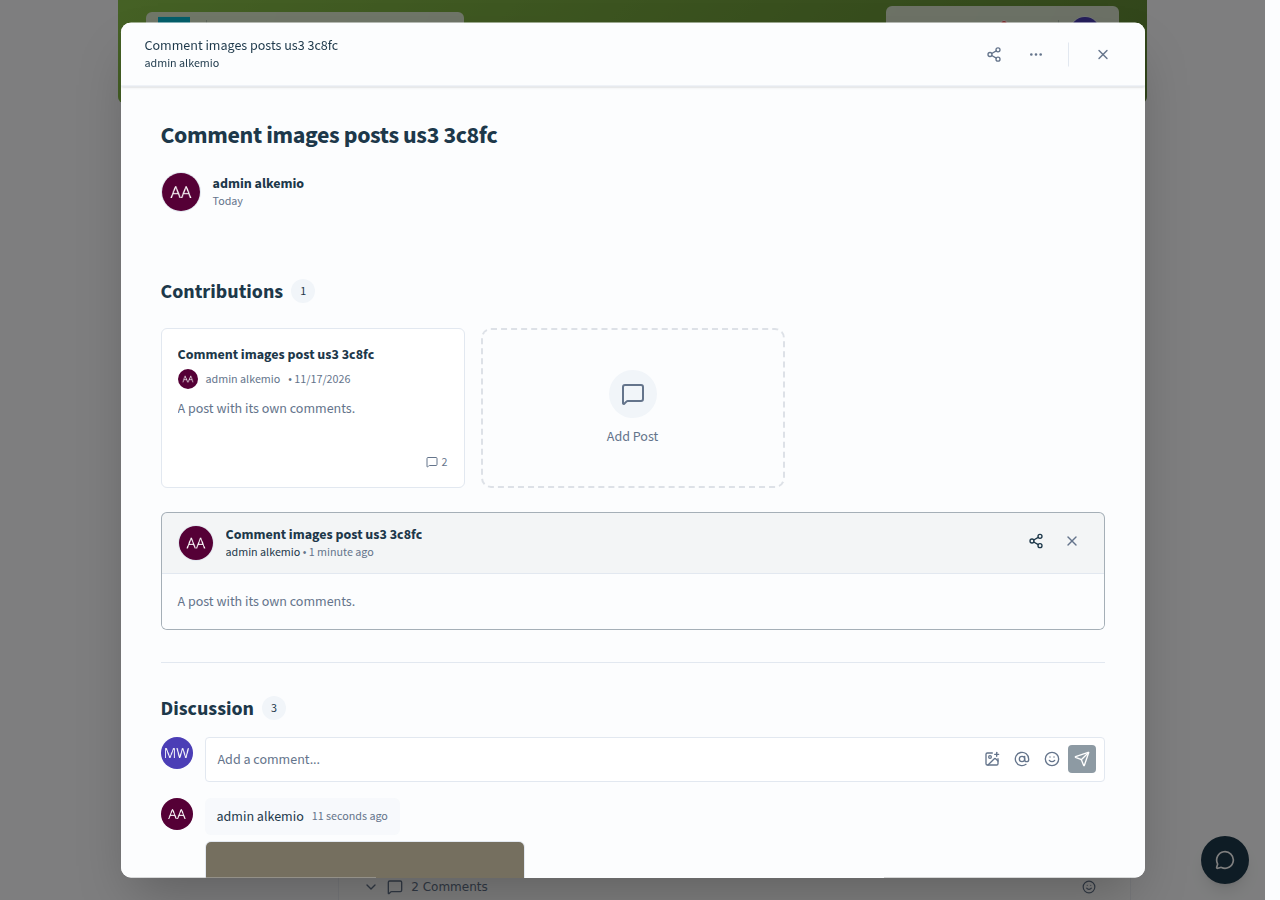 Comment images posts us3 3c8fc
admin alkemio
Comment images posts us3 3c8fc
AA
admin alkemio
Today
Contributions 1
Comment images post us3 3c8fc
AA admin alkemio • 11/17/2026
A post with its own comments.
2
Add Post
AA
Comment images post us3 3c8fc
admin alkemio • 1 minute ago
A post with its own comments.
Discussion 3
MW
Add a comment...
AA
admin alkemio 11 seconds ago
2 Comments